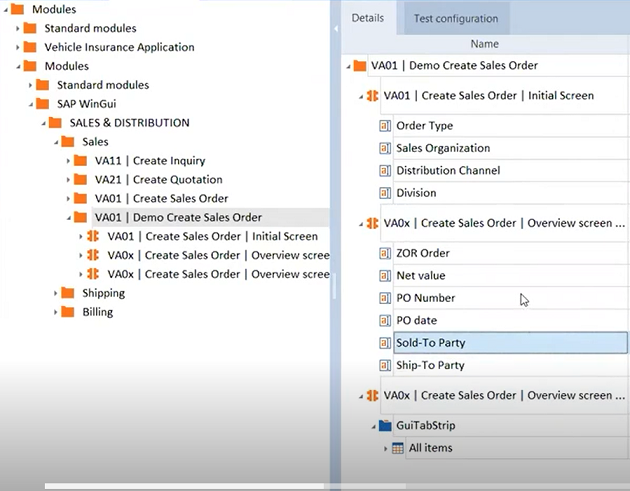 Modules
Standard modules
Vehicle Insurance Application
Modules
Standard modules
SAP WinGui
SALES & DISTRIBUTION
Sales
VA11 | Create Inquiry
VA21 | Create Quotation
VA01 | Create Sales Order
VA01 | Demo Create Sales Order
VA01 | Create Sales Order | Initial Screen
VA0x | Create Sales Order | Overview scree
VA0x | Create Sales Order | Overview scree
Shipping
Billing
Details
Test configuration
Name
VA01 | Demo Create Sales Order
VA01 | Create Sales Order | Initial Screen
Order Type
Sales Organization
Distribution Channel
Division
VA0x | Create Sales Order | Overview screen ...
ZOR Order
Net value
PO Number
PO date
Sold-To Party
Ship-To Party
VA0x | Create Sales Order | Overview screen ...
GuiTabStrip
All items